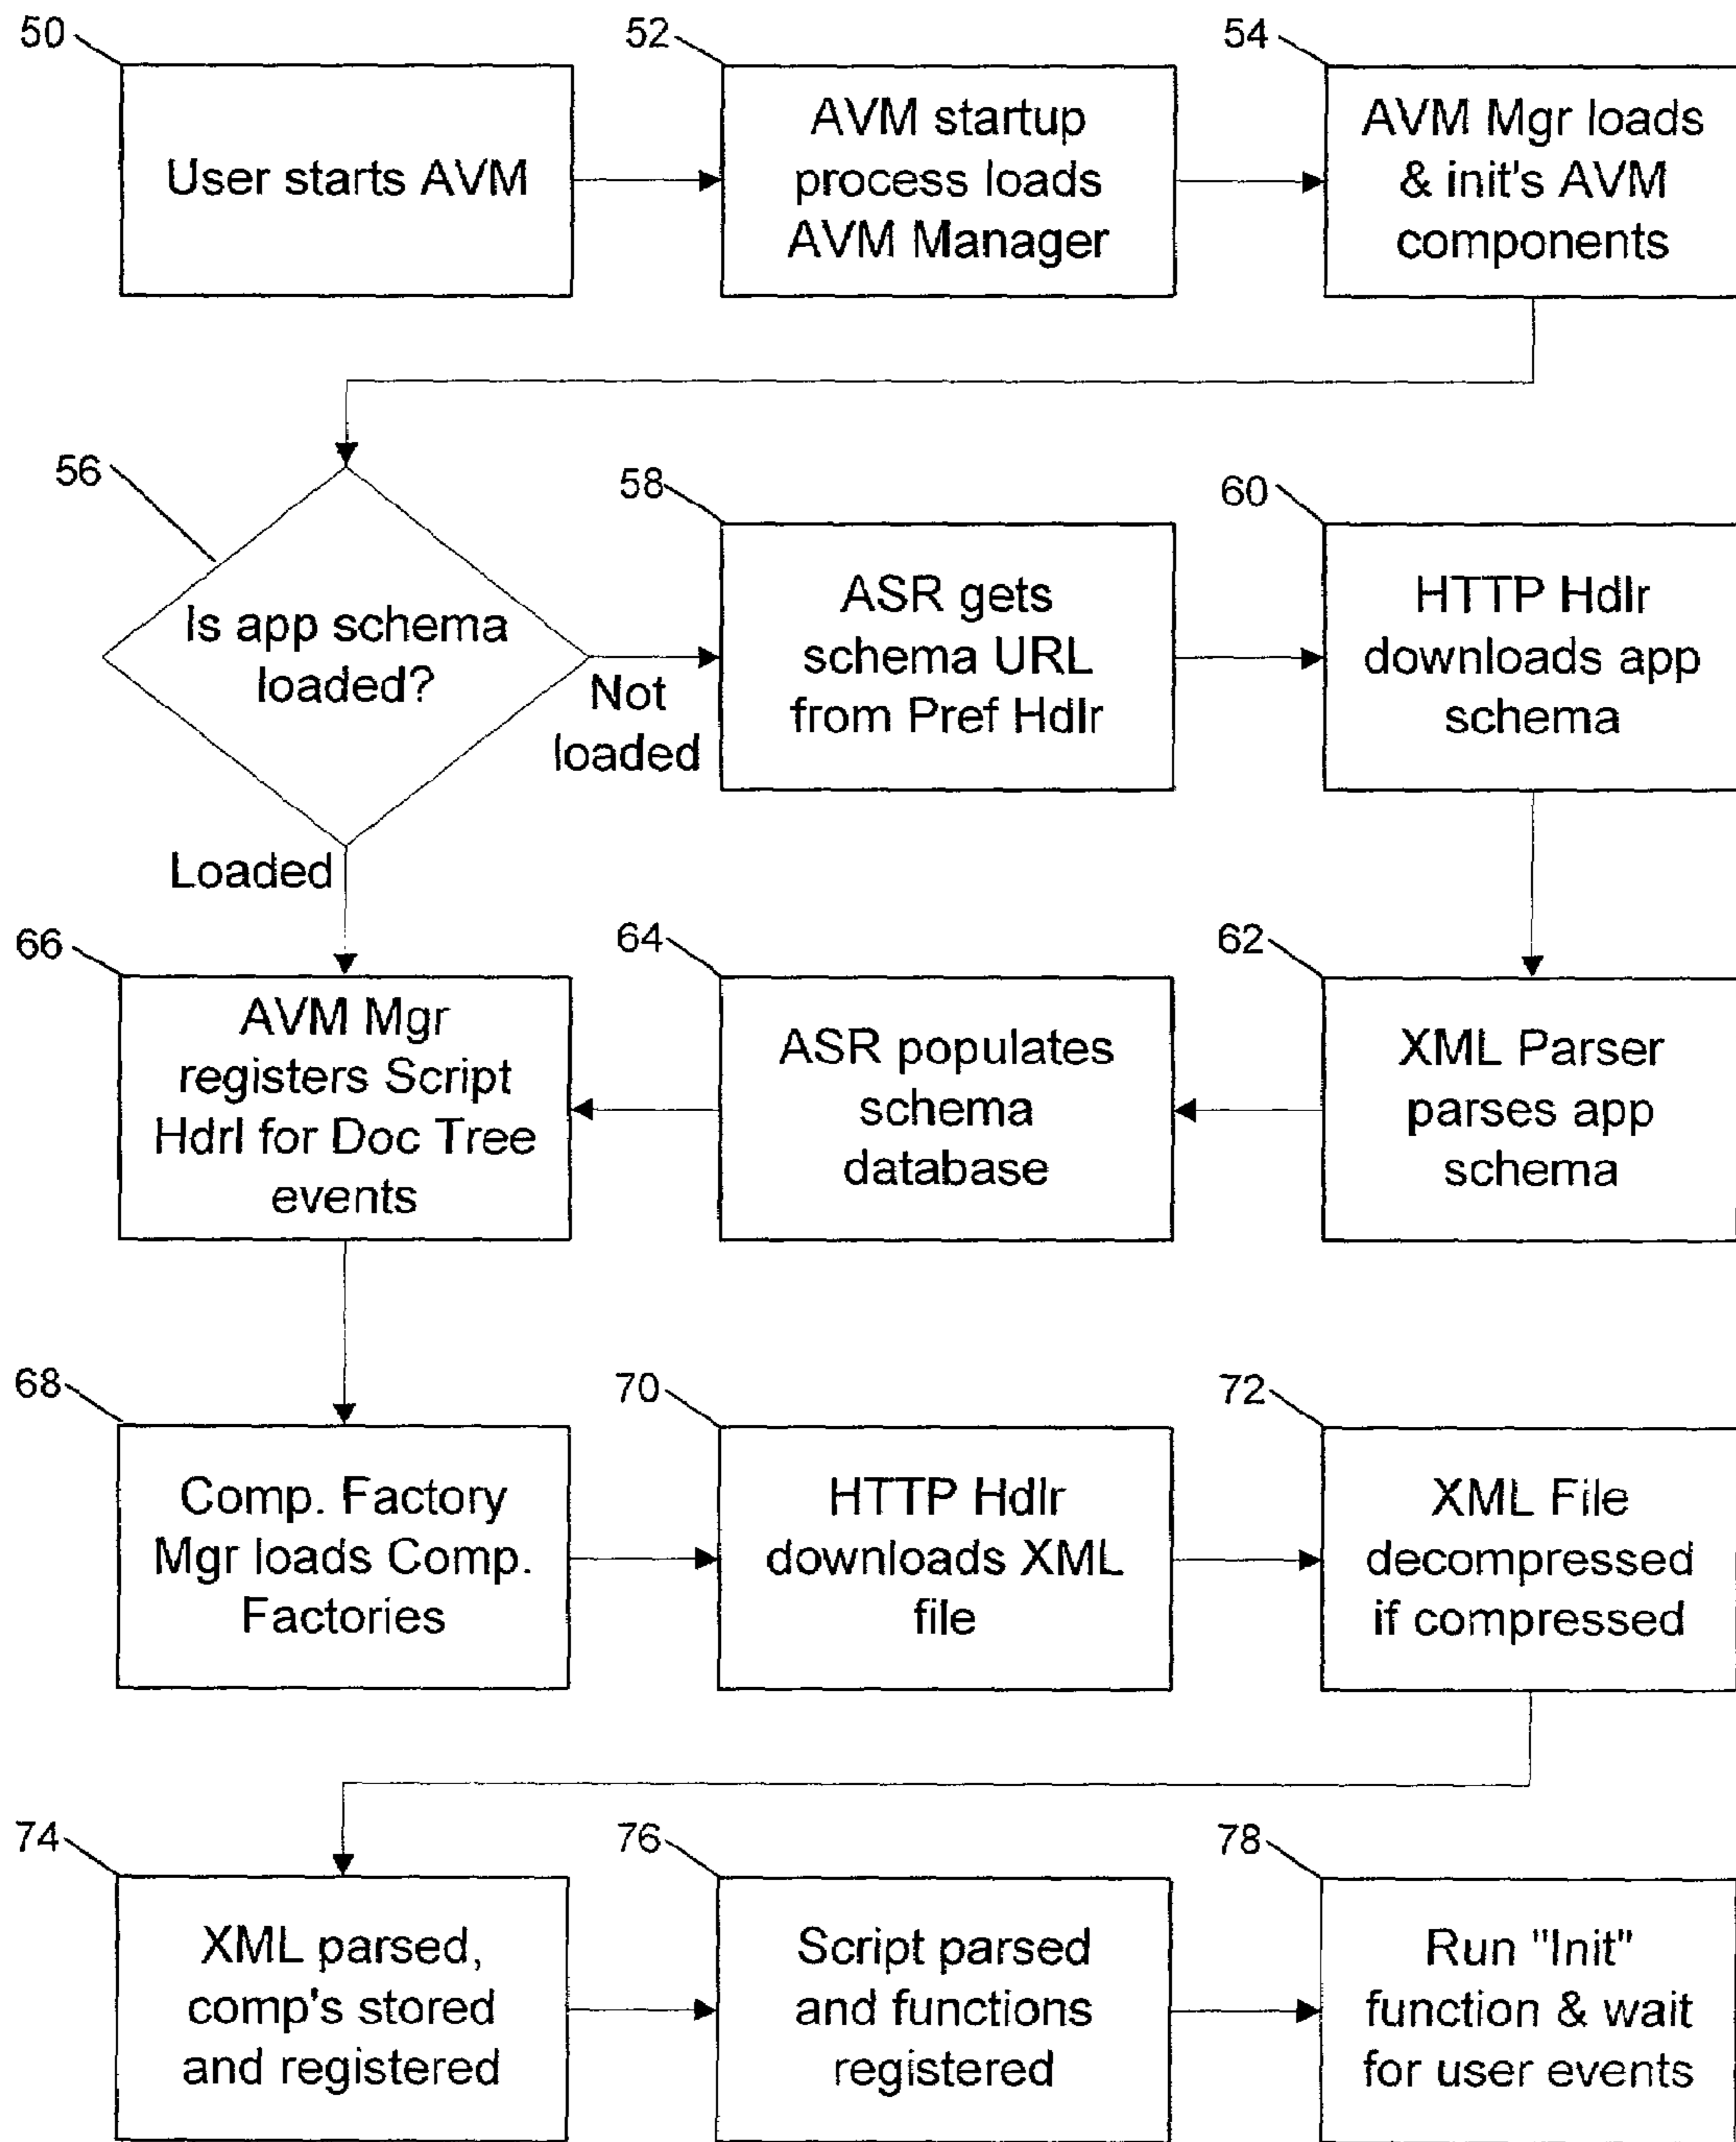 50
User starts AVM
52
AVM startup
process loads
AVM Manager
54
AVM Mgr loads
& init's AVM
components
56
Is app schema
loaded?
Not
loaded
Loaded
58
ASR gets
schema URL
from Pref Hdlr
60
HTTP Hdlr
downloads app
schema
62
XML Parser
parses app
schema
64
ASR populates
schema
database
66
AVM Mgr
registers Script
Hdrl for Doc Tree
events
68
Comp. Factory
Mgr loads Comp.
Factories
70
HTTP Hdlr
downloads XML
file
72
XML File
decompressed
if compressed
74
XML parsed,
comp's stored
and registered
76
Script parsed
and functions
registered
78
Run "Init"
function & wait
for user events